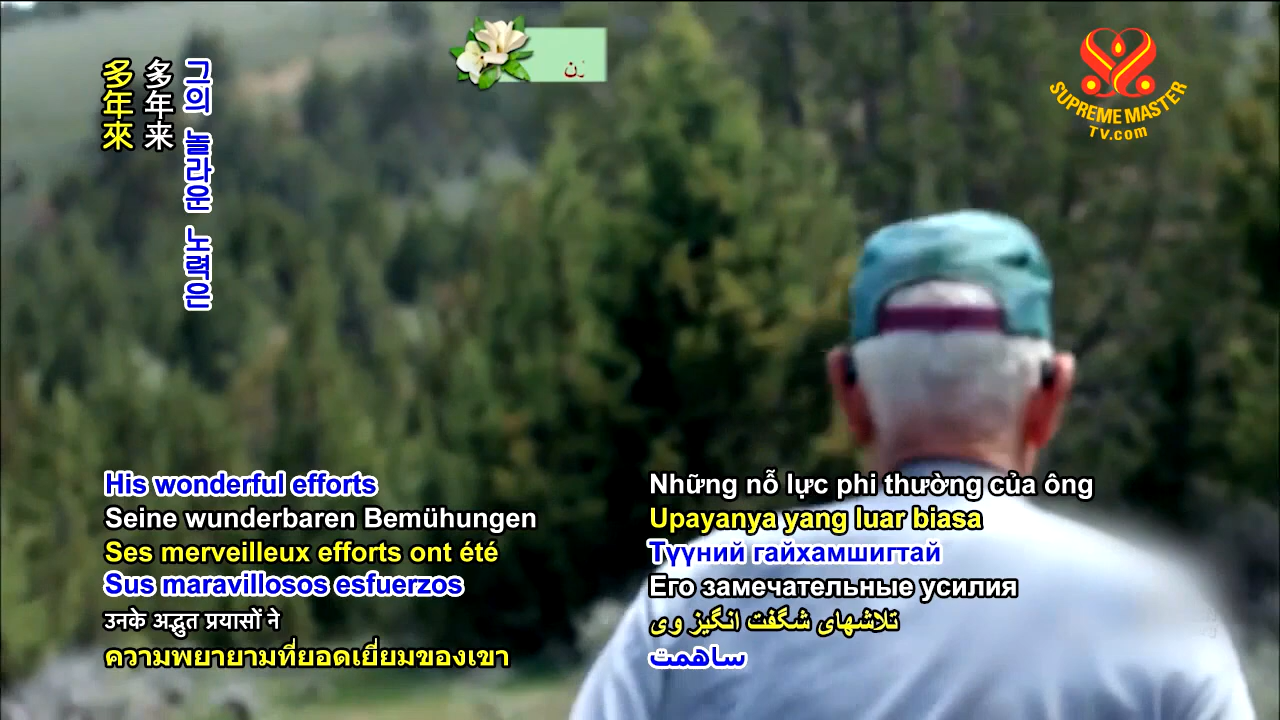 زن
SUPREME MASTER
TV.com
그의 놀라운 노력인
多年来
多年來
His wonderful efforts
Seine wunderbaren Bemühungen
Ses merveilleux efforts ont été
Sus maravillosos esfuerzos
उनके अद्भुत प्रयासों ने
ความพยายามที่ยอดเยี่ยมของเขา
Những nỗ lực phi thường của ông
Upayanya yang luar biasa
Түүний гайхамшигтай
Его замечательные усилия
تلاشهای شگفت انگیز وی
ساهمت